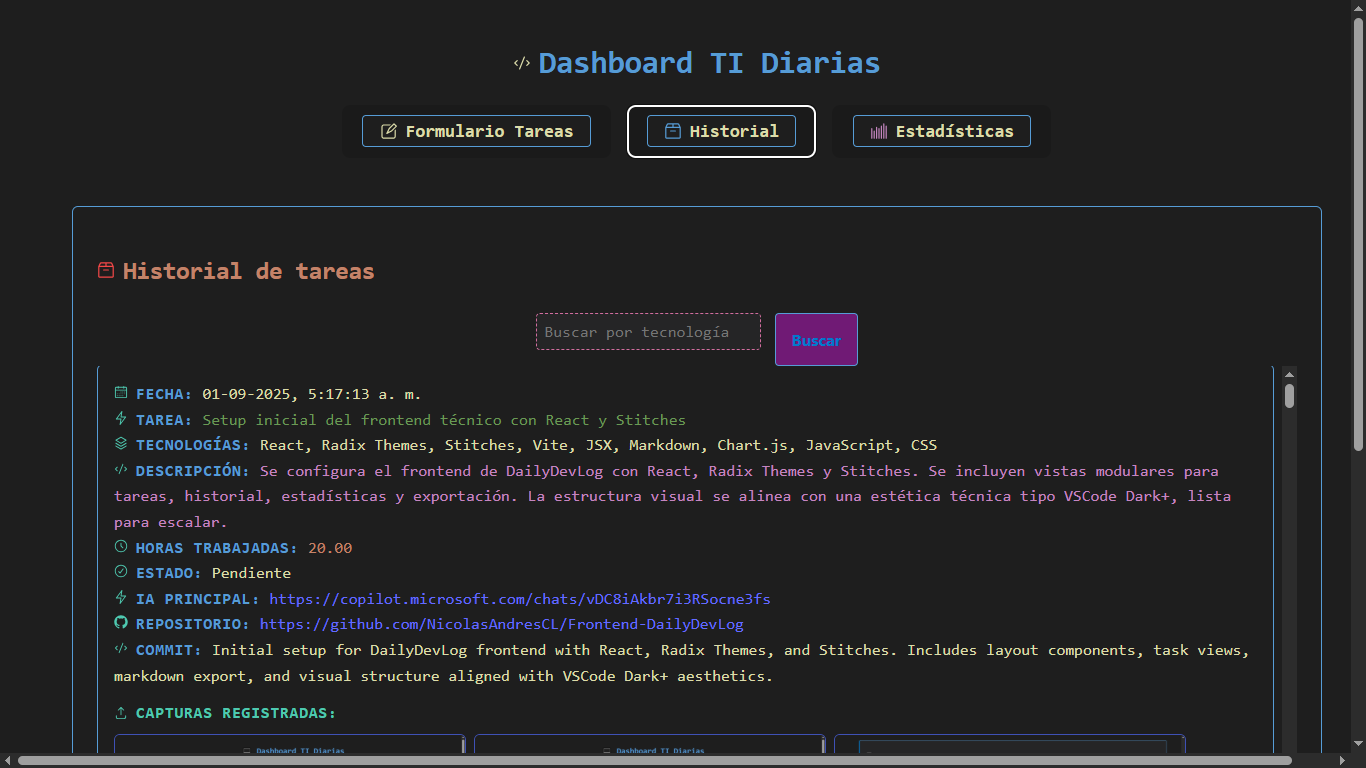 Dashboard TI Diarias
Formulario Tareas
Historial
Estadísticas
Historial de tareas
Buscar por tecnología
Buscar
FECHA: 01-09-2025, 5:17:13 a. m.
TAREA: Setup inicial del frontend técnico con React y Stitches
TECNOLOGÍAS: React, Radix Themes, Stitches, Vite, JSX, Markdown, Chart.js, JavaScript, CSS
DESCRIPCIÓN: Se configura el frontend de DailyDevLog con React, Radix Themes y Stitches. Se incluyen vistas modulares para
tareas, historial, estadísticas y exportación. La estructura visual se alinea con una estética técnica tipo VSCode Dark+, lista
para escalar.
HORAS TRABAJADAS: 20.00
ESTADO: Pendiente
IA PRINCIPAL: https://copilot.microsoft.com/chats/vDC8iAkbr7i3RSocne3fs
REPOSITORIO: https://github.com/NicolasAndresCL/Frontend-DailyDevLog
COMMIT: Initial setup for DailyDevLog frontend with React, Radix Themes, and Stitches. Includes layout components, task views,
markdown export, and visual structure aligned with VSCode Dark+ aesthetics.
CAPTURAS REGISTRADAS:
Dashboard TI Diarias
Dashboard TI Diarias